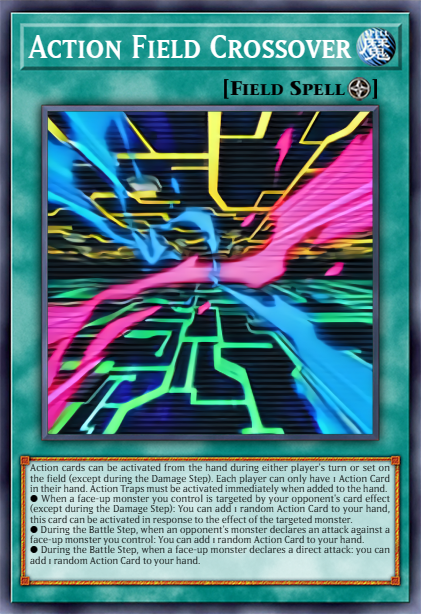 ACTION FIELD CROSSOVER 魔
[FIELD SPELL]
Action cards can be activated from the hand during either player's turn or set on
the field (except during the Damage Step). Each player can only have 1 Action Card
in their hand. Action Traps must be activated immediately when added to the hand.
● When a face-up monster you control is targeted by your opponent's card effect
(except during the Damage Step): You can add 1 random Action Card to your hand,
this card can be activated in response to the effect of the targeted monster.
● During the Battle Step, when an opponent's monster declares an attack against a
face-up monster you control: You can add 1 random Action Card to your hand.
● During the Battle Step, when a face-up monster declares a direct attack: you can
add 1 random Action Card to your hand.